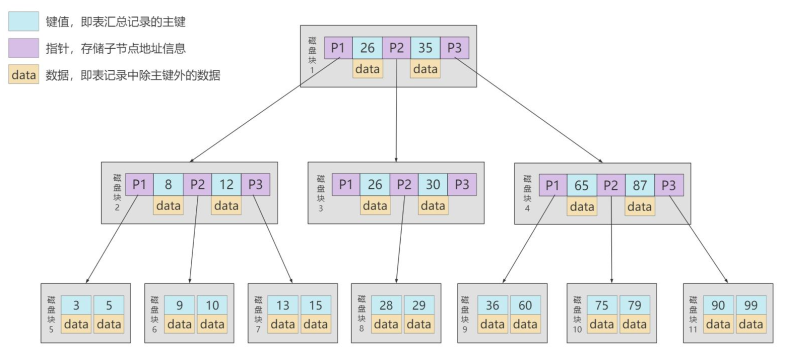 键值，即表汇总记录的主键
指针，存储子节点地址信息
data 数据，即表记录中除主键外的数据
磁盘块1 P1 26 P2 35 P3
data data
磁盘块2 P1 8 P2 12 P3
data data
磁盘块3 P1 26 P2 30 P3
data data
磁盘块4 P1 65 P2 87 P3
data data
磁盘块5 3 5
data data
磁盘块6 9 10
data data
磁盘块7 13 15
data data
磁盘块8 28 29
data data
磁盘块9 36 60
data data
磁盘块10 75 79
data data
磁盘块11 90 99
data data